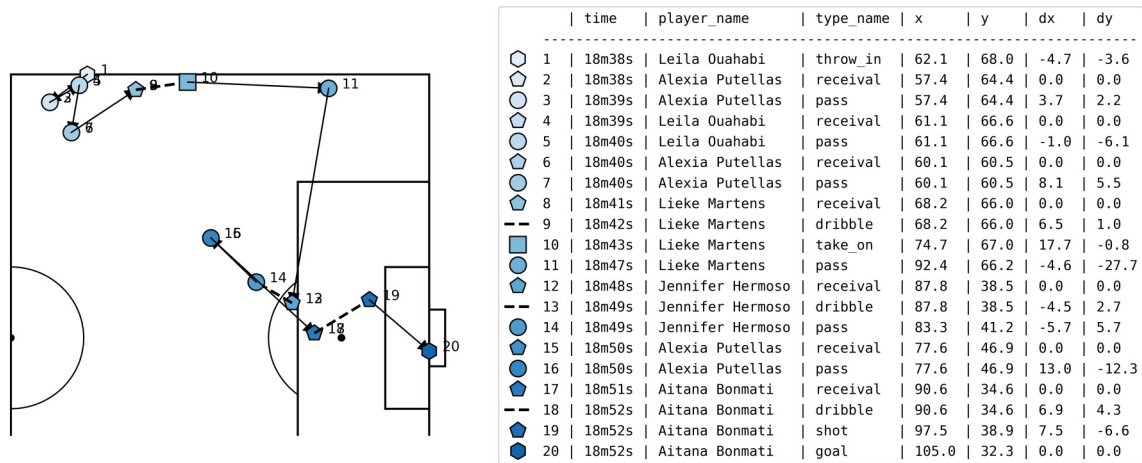 1
10
11
14
19
20
| time | player_name | type_name | x | y | dx | dy
--------------------------------------------------------------------------------
1 | 18m38s | Leila Ouahabi | throw_in | 62.1 | 68.0 | -4.7 | -3.6
2 | 18m38s | Alexia Putellas | receival | 57.4 | 64.4 | 0.0 | 0.0
3 | 18m39s | Alexia Putellas | pass | 57.4 | 64.4 | 3.7 | 2.2
4 | 18m39s | Leila Ouahabi | receival | 61.1 | 66.6 | 0.0 | 0.0
5 | 18m40s | Leila Ouahabi | pass | 61.1 | 66.6 | -1.0 | -6.1
6 | 18m40s | Alexia Putellas | receival | 60.1 | 60.5 | 0.0 | 0.0
7 | 18m40s | Alexia Putellas | pass | 60.1 | 60.5 | 8.1 | 5.5
8 | 18m41s | Lieke Martens | receival | 68.2 | 66.0 | 0.0 | 0.0
9 | 18m42s | Lieke Martens | dribble | 68.2 | 66.0 | 6.5 | 1.0
10 | 18m43s | Lieke Martens | take_on | 74.7 | 67.0 | 17.7 | -0.8
11 | 18m47s | Lieke Martens | pass | 92.4 | 66.2 | -4.6 | -27.7
12 | 18m48s | Jennifer Hermoso | receival | 87.8 | 38.5 | 0.0 | 0.0
13 | 18m49s | Jennifer Hermoso | dribble | 87.8 | 38.5 | -4.5 | 2.7
14 | 18m49s | Jennifer Hermoso | pass | 83.3 | 41.2 | -5.7 | 5.7
15 | 18m50s | Alexia Putellas | receival | 77.6 | 46.9 | 0.0 | 0.0
16 | 18m50s | Alexia Putellas | pass | 77.6 | 46.9 | 13.0 | -12.3
17 | 18m51s | Aitana Bonmati | receival | 90.6 | 34.6 | 0.0 | 0.0
18 | 18m52s | Aitana Bonmati | dribble | 90.6 | 34.6 | 6.9 | 4.3
19 | 18m52s | Aitana Bonmati | shot | 97.5 | 38.9 | 7.5 | -6.6
20 | 18m52s | Aitana Bonmati | goal | 105.0 | 32.3 | 0.0 | 0.0